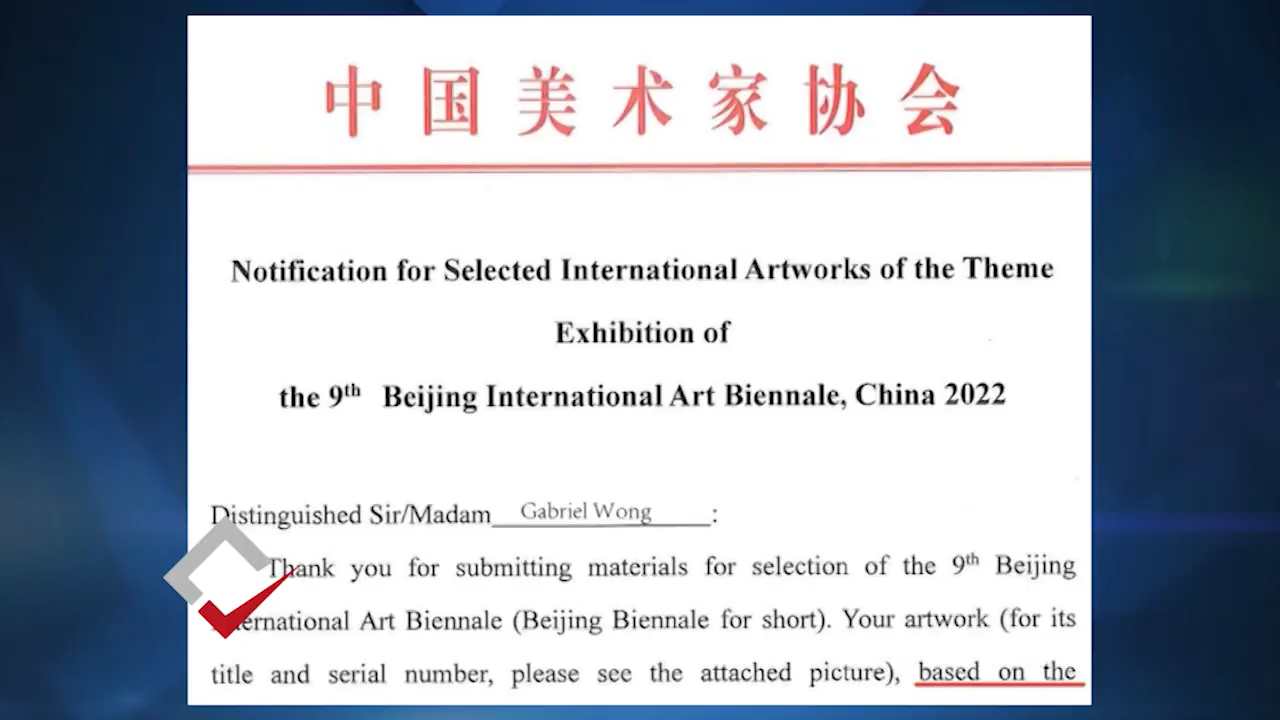 中国美术家协会
Notification for Selected International Artworks of the Theme
Exhibition of
the 9th Beijing International Art Biennale, China 2022
Distinguished Sir/Madam Gabriel Wong :
Thank you for submitting materials for selection of the 9th Beijing
ernational Art Biennale (Beijing Biennale for short). Your artwork (for its
title and serial number, please see the attached picture), based on the